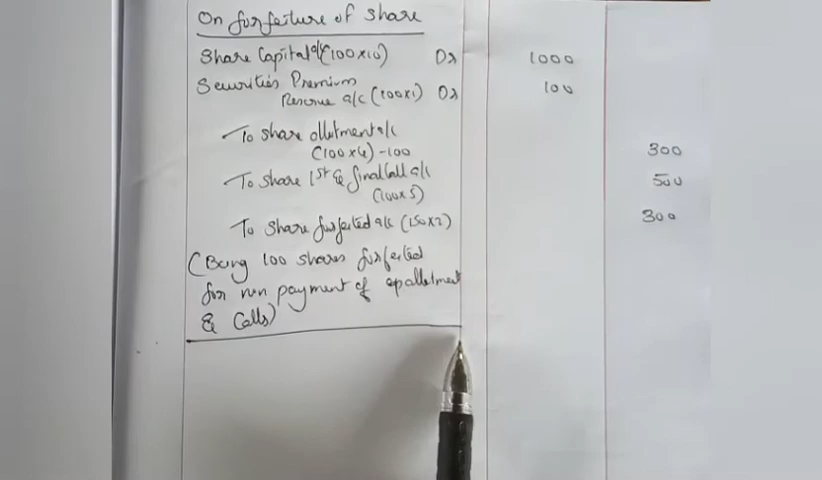 On forfeiture of share
Share Capital a/c (100x10) Dr 1000
Securities Premium
Reserve a/c (100x1) Dr 100
To share allotment a/c
(100x4) -100 300
To share 1st & final Call a/c 500
(100x5)
To share forfeited a/c (150x2) 300
(Being 100 shares forfeited
for non payment of allotment
& Calls)